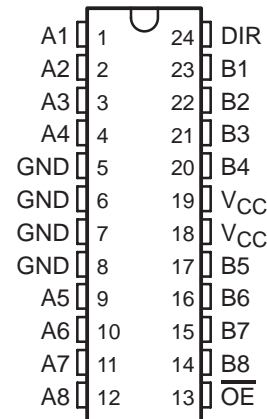 A1 1 24 DIR
A2 2 23 B1
A3 3 22 B2
A4 4 21 B3
GND 5 20 B4
GND 6 19 VCC
GND 7 18 VCC
GND 8 17 B5
A5 9 16 B6
A6 10 15 B7
A7 11 14 B8
A8 12 13 O̅E̅